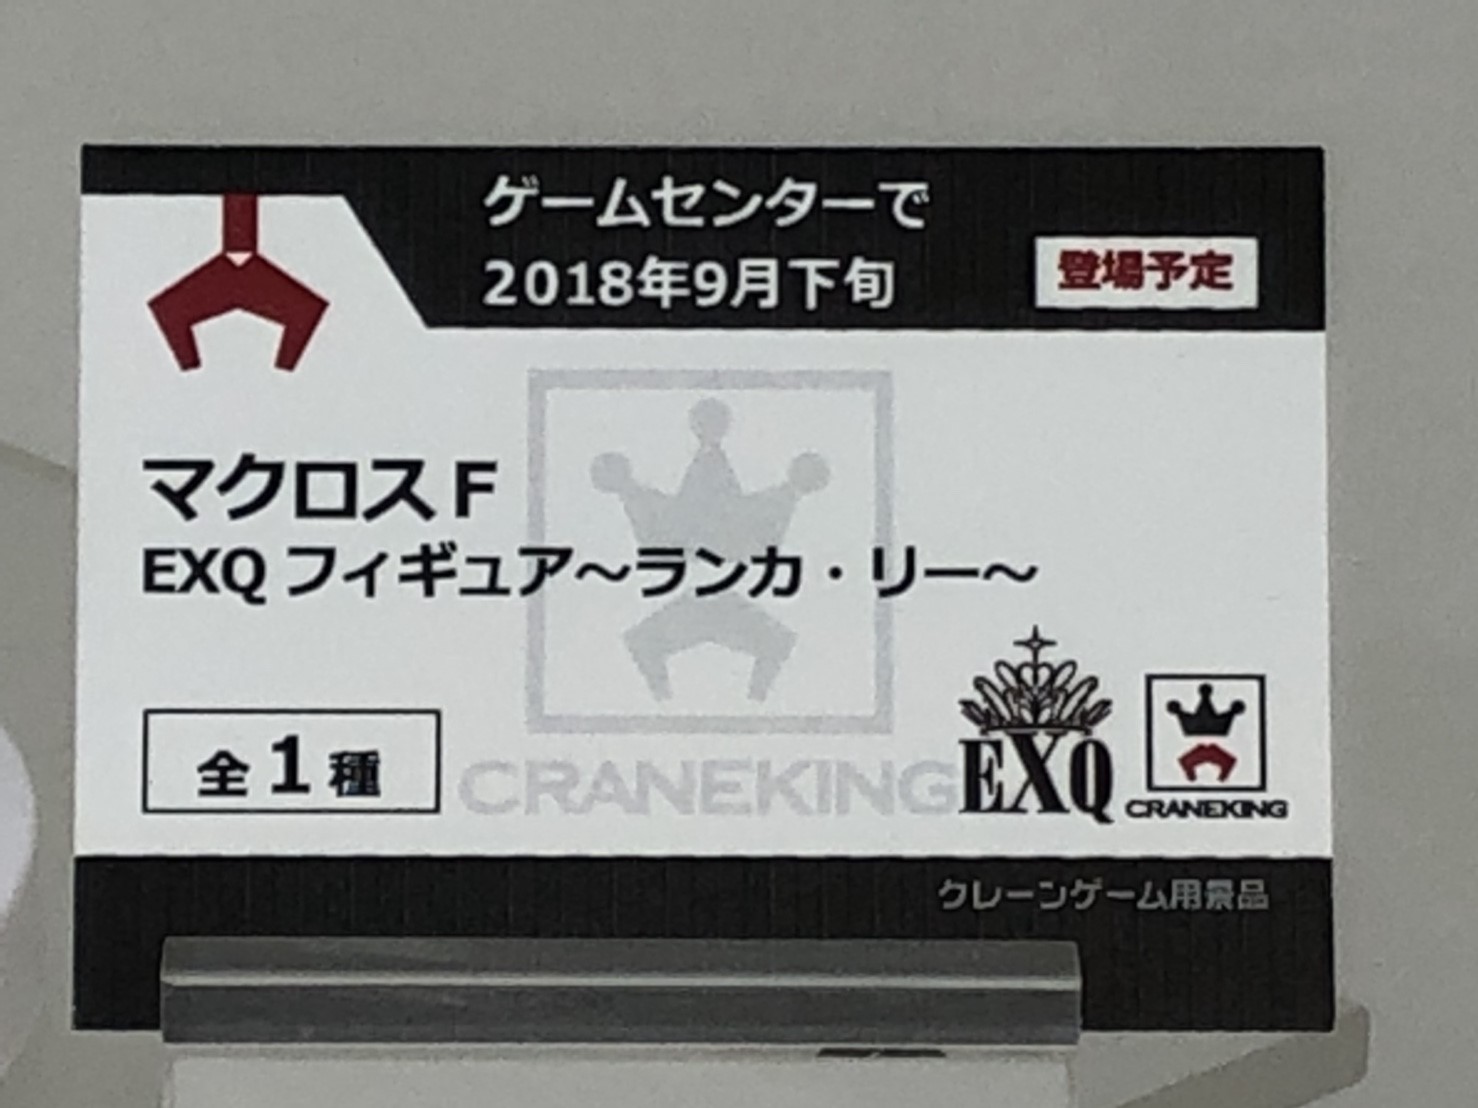 ゲームセンターで
2018年9月下旬
登場予定
マクロスF
EXQ フィギュア～ランカ・リー～
全1種
CRANEKING
EXQ
CRANEKING
クレーンゲーム用景品